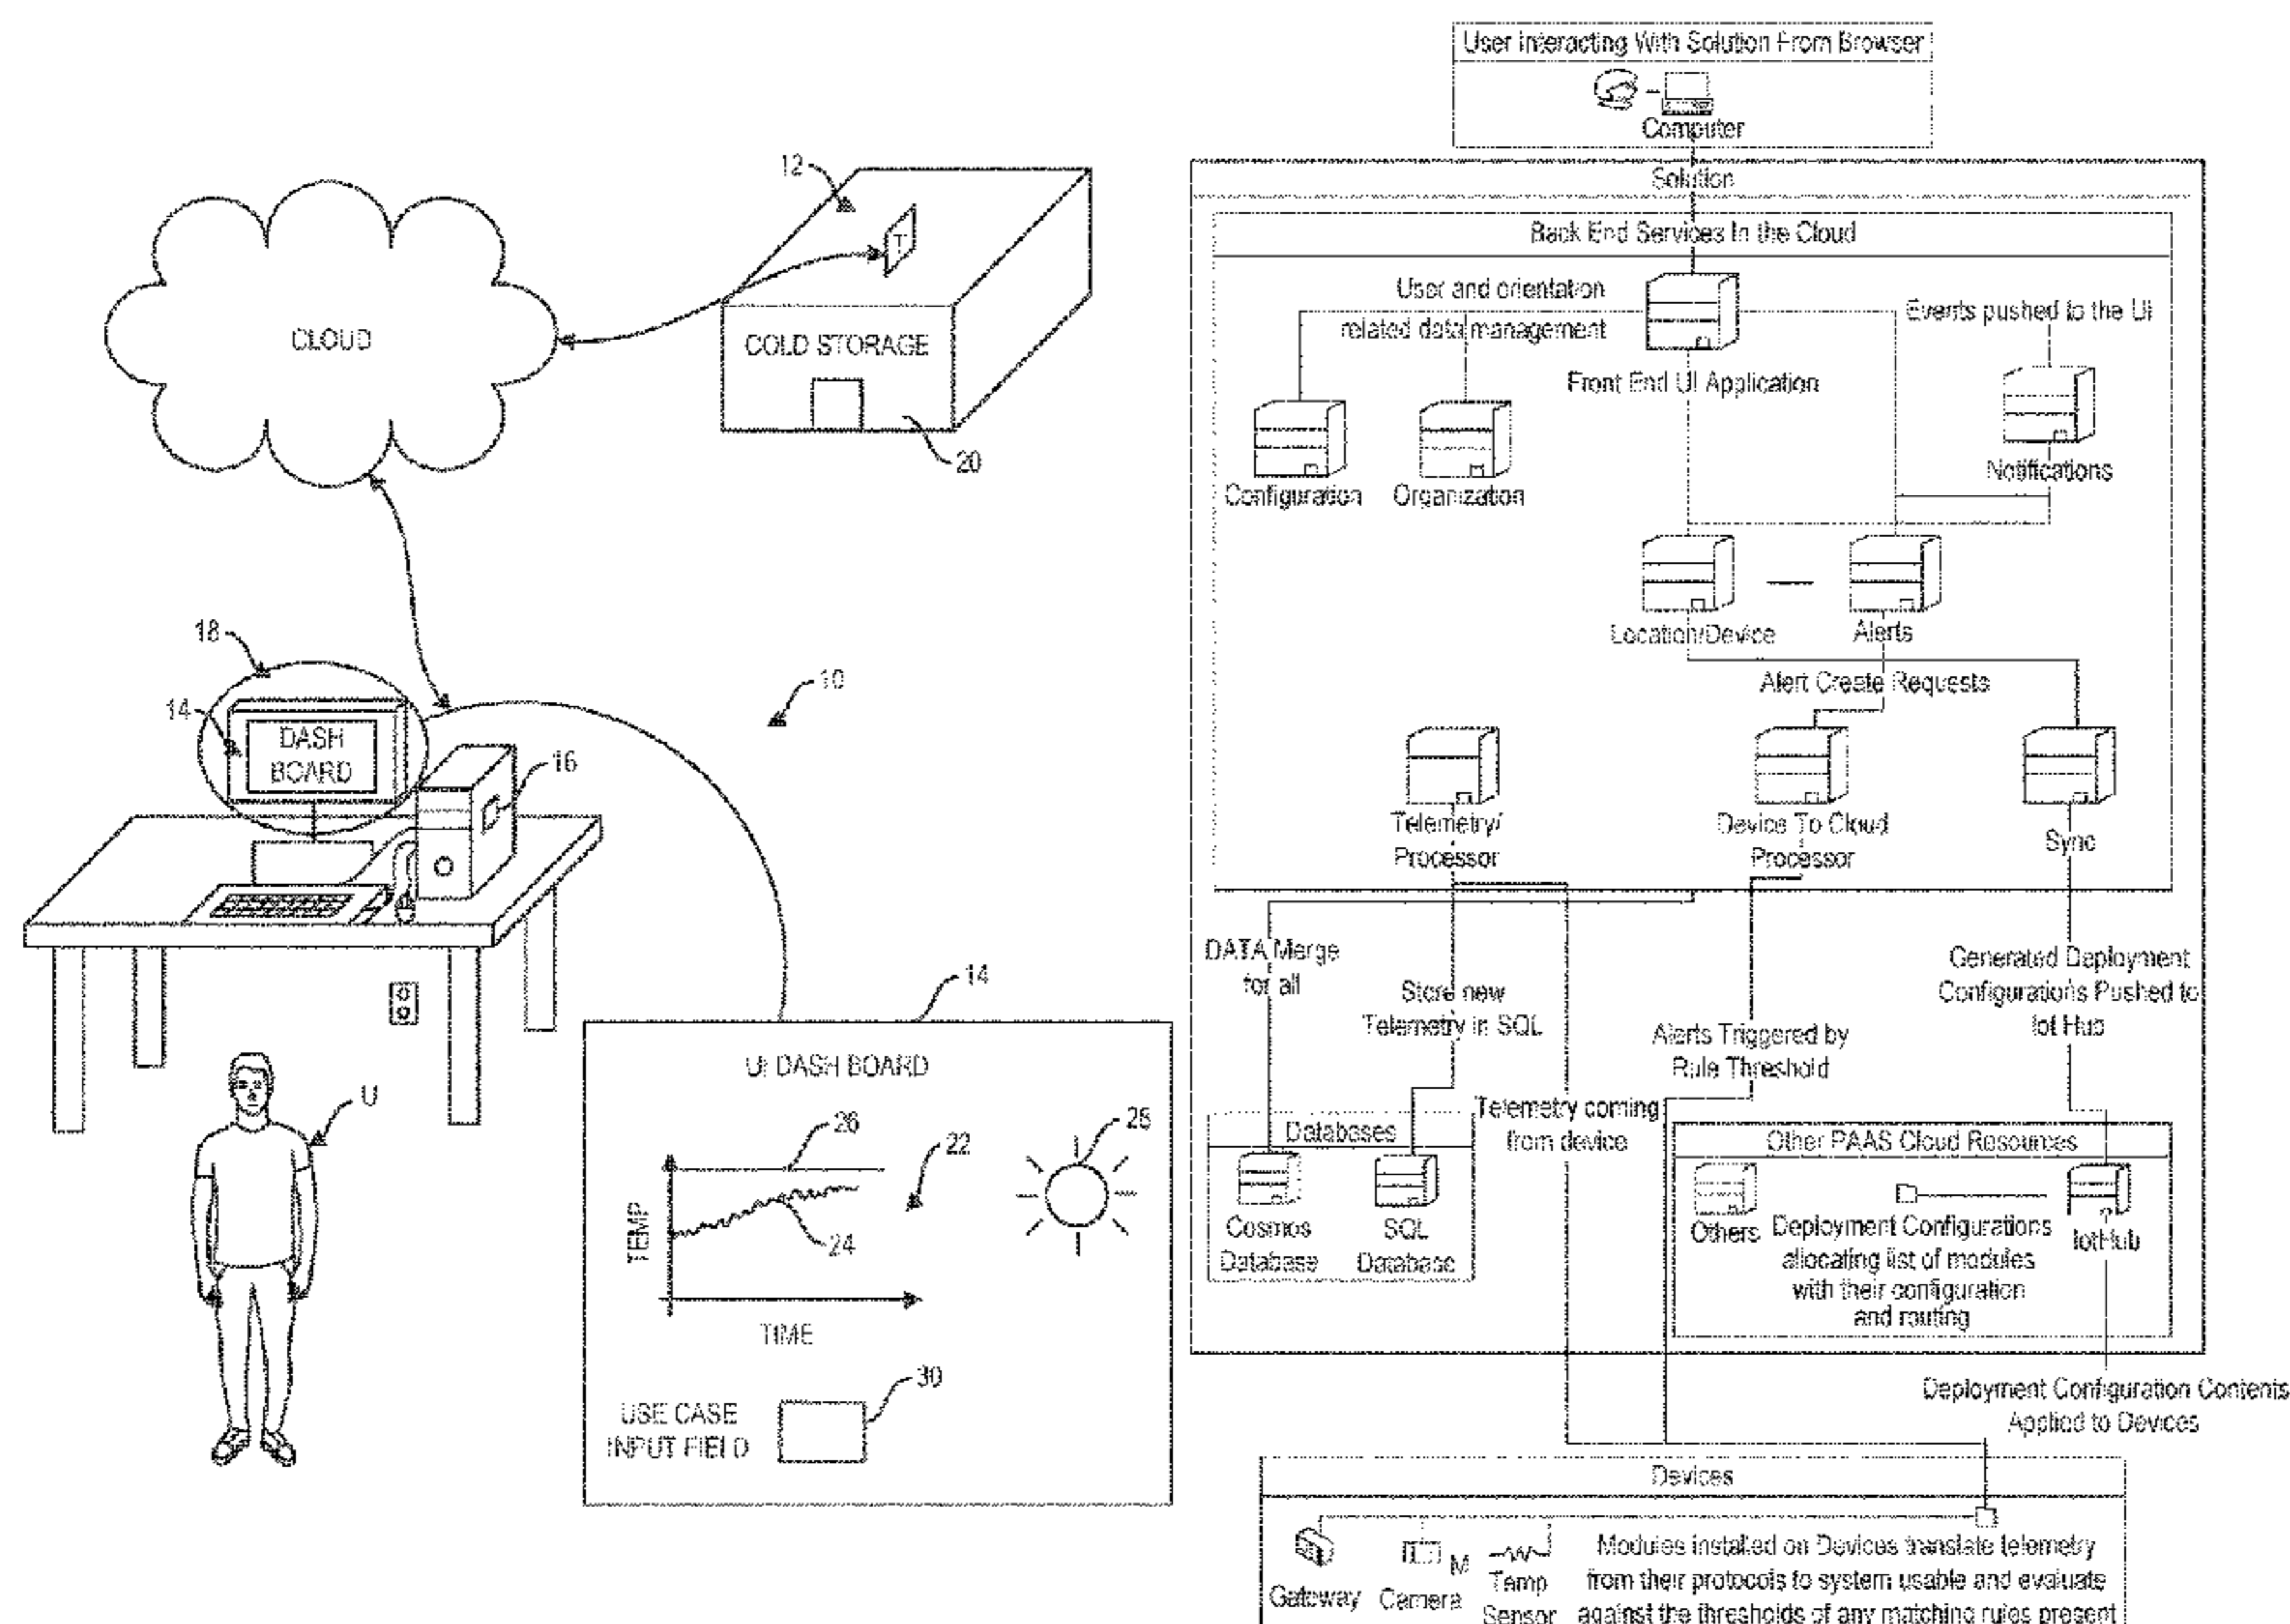 12
T
CLOUD
COLD STORAGE
20
18
14
DASH
BOARD
10
16
14
U
UI DASH BOARD
26
22
28
TEMP
24
TIME
30
USE CASE
INPUT FIELD
User Interacting With Solution From Browser
Computer
Solution
Back End Services In the Cloud
User and orientation
related data management
Events pushed to the UI
Front End UI Application
Notifications
Configuration
Organization
Location/Device
Alerts
Alert Create Requests
Telemetry/
Processor
Device To Cloud
Processor
Sync
DATA Merge
for all
Store new
Telemetry in SQL
Generated Deployment
Configurations Pushed to
Iot Hub
Alerts Triggered by
Rule Threshold
Telemetry coming
from device
Databases
Cosmos
Database
SQL
Database
Other PAAS Cloud Resources
Others
Deployment Configurations
allocating list of modules
with their configuration
and routing
IotHub
Deployment Configuration Contents
Applied to Devices
Devices
Gateway
Camera
M
Temp
Sensor
Modules installed on Devices translate telemetry
from their protocols to system usable and evaluate
against the thresholds of any matching rules present